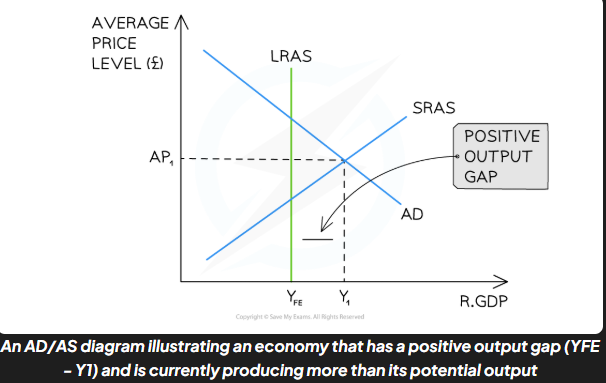 AVERAGE
PRICE
LEVEL (£)
LRAS
SRAS
POSITIVE
OUTPUT
GAP
AP₁
AD
Y_FE
Y₁
R.GDP
Copyright © Save My Exams. All Rights Reserved
An AD/AS diagram illustrating an economy that has a positive output gap (YFE
– Y1) and is currently producing more than its potential output